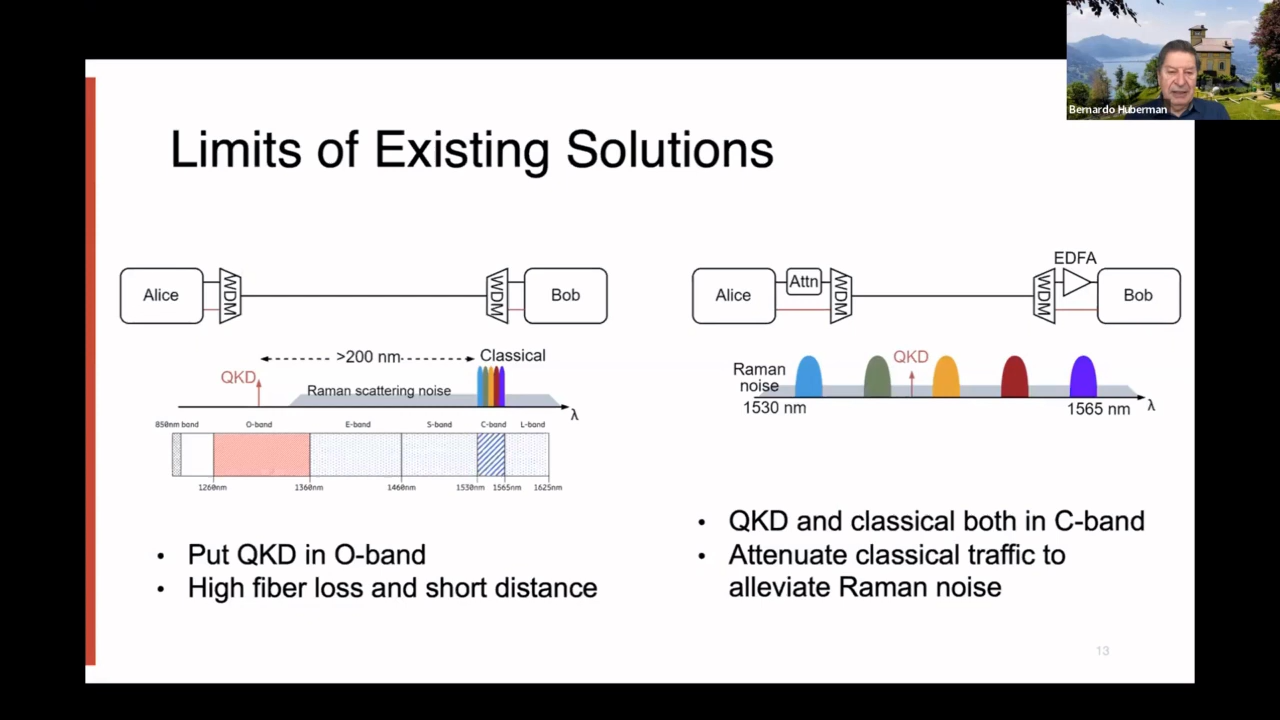 Bernardo Huberman
Limits of Existing Solutions
Alice
WDM
WDM
Bob
>200 nm
Classical
QKD
Raman scattering noise
λ
850nm band
O-band
E-band
S-band
C-band
L-band
1260nm
1360nm
1460nm
1530nm
1565nm
1625nm
• Put QKD in O-band
• High fiber loss and short distance
EDFA
Alice
Attn
WDM
WDM
Bob
QKD
Raman
noise
1530 nm
1565 nm
λ
• QKD and classical both in C-band
• Attenuate classical traffic to
alleviate Raman noise
13